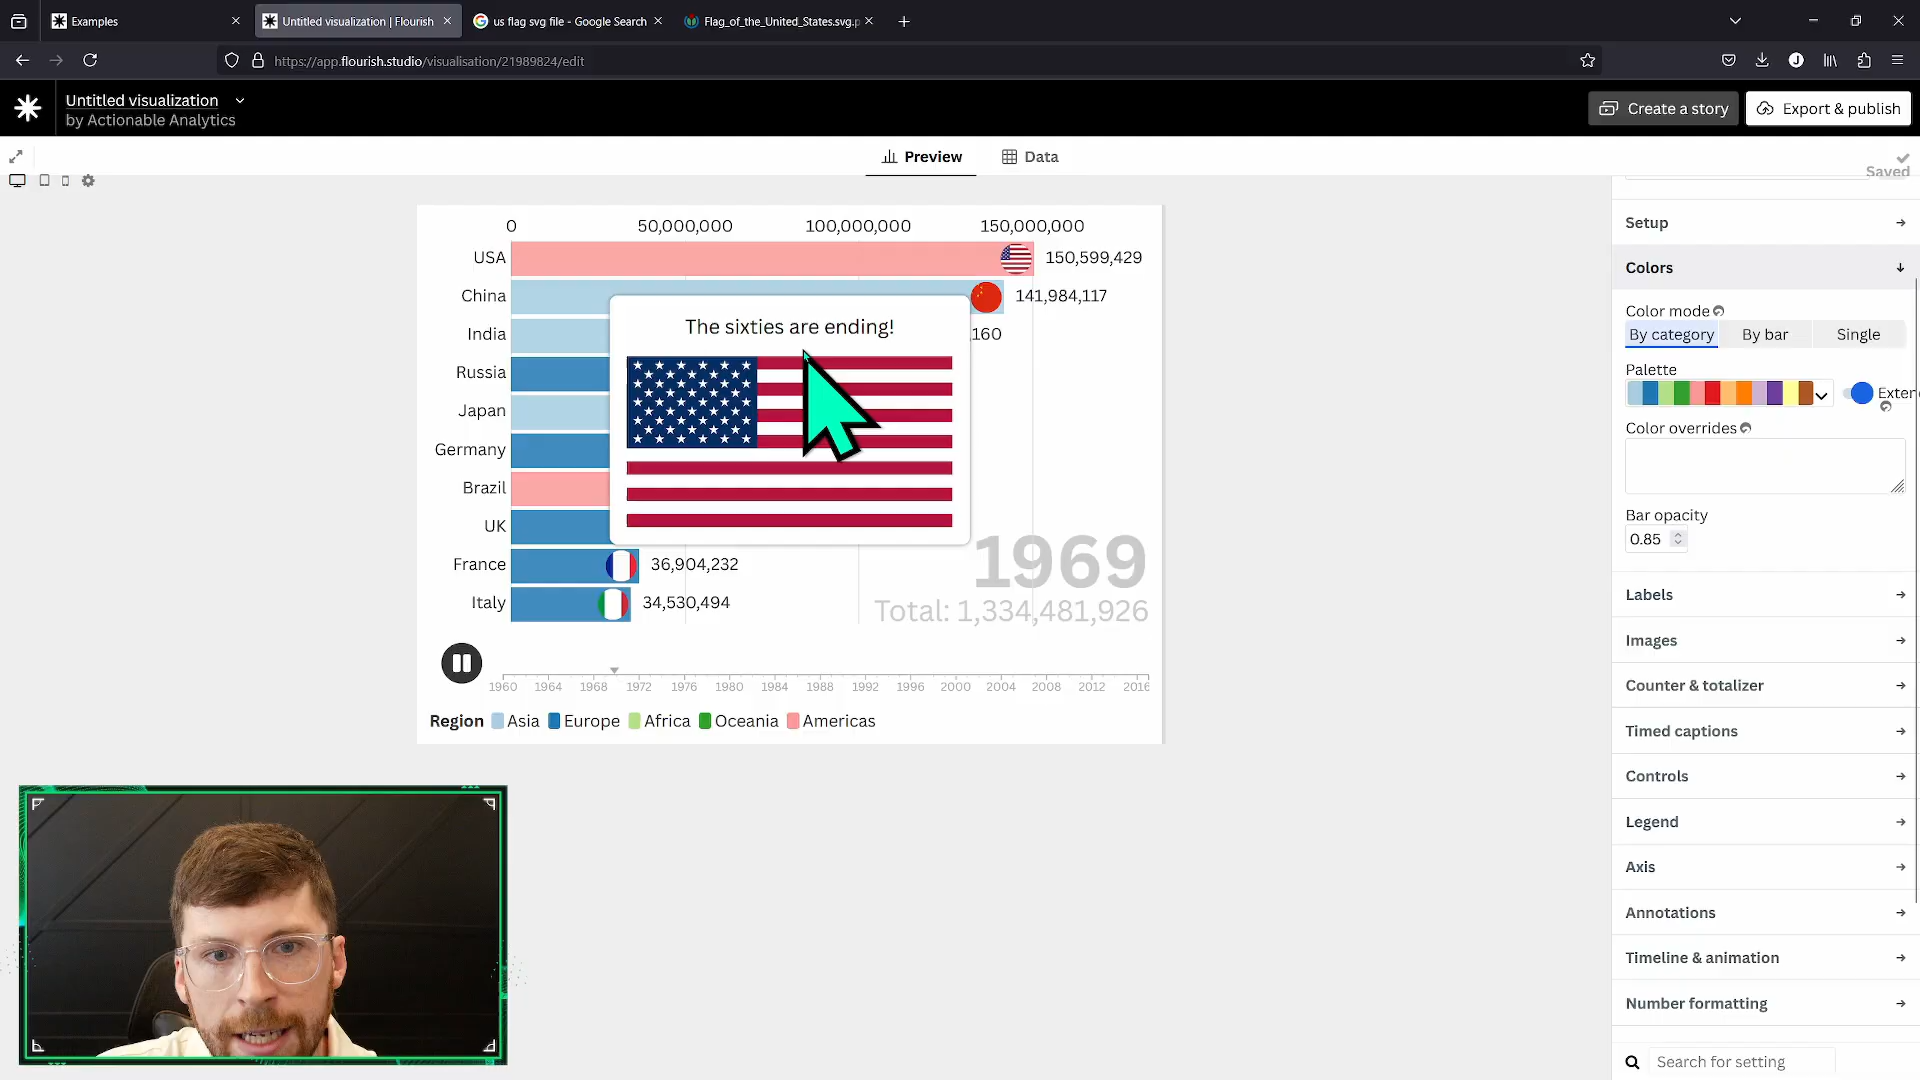 Examples
Untitled visualization | Flourish
us flag svg file - Google Search
Flag_of_the_United_States.svg.p
https://app.flourish.studio/visualisation/21989824/edit
Untitled visualization
by Actionable Analytics
Create a story
Export & publish
Preview
Data
Saved
0 50,000,000 100,000,000 150,000,000
USA 150,599,429
China 141,984,117
India ,160
Russia
Japan
Germany
Brazil
UK
France 36,904,232
Italy 34,530,494
The sixties are ending!
1969
Total: 1,334,481,926
1960 1964 1968 1972 1976 1980 1984 1988 1992 1996 2000 2004 2008 2012 2016
Region Asia Europe Africa Oceania Americas
Setup
Colors
Color mode
By category By bar Single
Palette
Exten
Color overrides
Bar opacity
0.85
Labels
Images
Counter & totalizer
Timed captions
Controls
Legend
Axis
Annotations
Timeline & animation
Number formatting
Search for setting